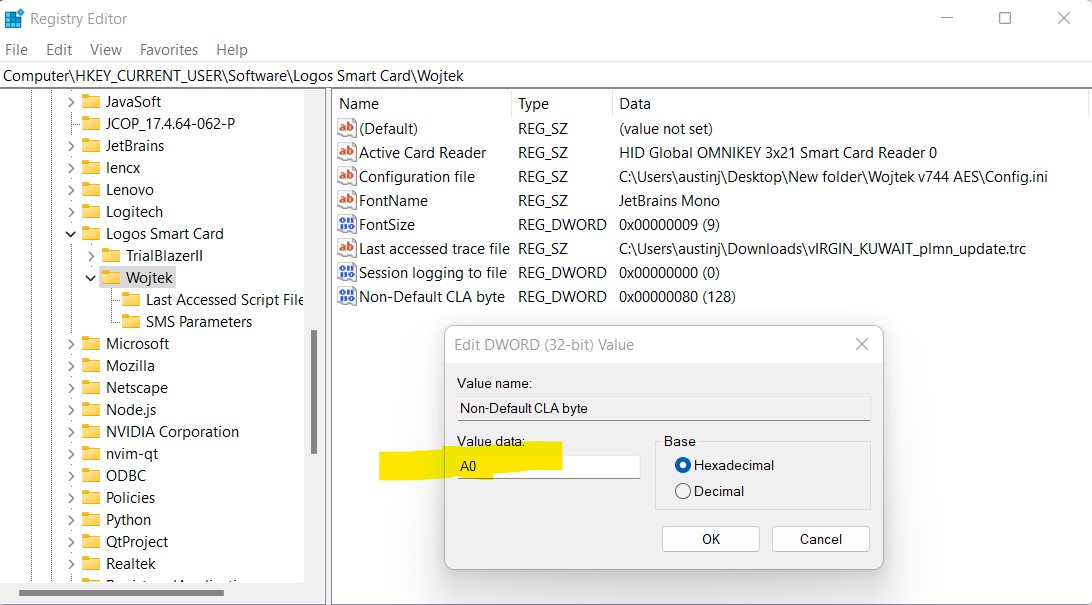 Registry Editor
File Edit View Favorites Help
Computer\HKEY_CURRENT_USER\Software\Logos Smart Card\Wojtek
JavaSoft
JCOP_17.4.64-062-P
JetBrains
lencx
Lenovo
Logitech
Logos Smart Card
TrialBlazerII
Wojtek
Last Accessed Script File
SMS Parameters
Microsoft
Mozilla
Netscape
Node.js
NVIDIA Corporation
nvim-qt
ODBC
Policies
Python
QtProject
Realtek
Name Type Data
(Default) REG_SZ (value not set)
Active Card Reader REG_SZ HID Global OMNIKEY 3x21 Smart Card Reader 0
Configuration file REG_SZ C:\Users\austinj\Desktop\New folder\Wojtek v744 AES\Config.ini
FontName REG_SZ JetBrains Mono
FontSize REG_DWORD 0x00000009 (9)
Last accessed trace file REG_SZ C:\Users\austinj\Downloads\vIRGIN_KUWAIT_plmn_update.trc
Session logging to file REG_DWORD 0x00000000 (0)
Non-Default CLA byte REG_DWORD 0x00000080 (128)
Edit DWORD (32-bit) Value
Value name:
Non-Default CLA byte
Value data:
A0
Base
Hexadecimal
Decimal
OK Cancel